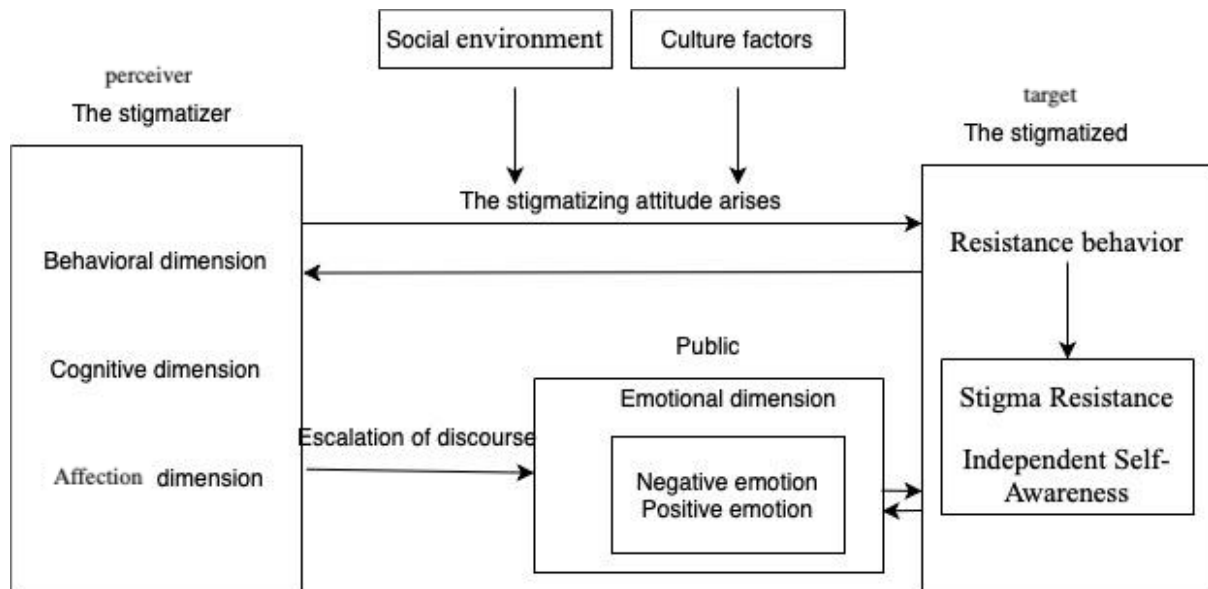 Social environment
Culture factors
perceiver
The stigmatizer
target
The stigmatized
The stigmatizing attitude arises
Behavioral dimension
Cognitive dimension
Affection dimension
Escalation of discourse
Public
Emotional dimension
Negative emotion
Positive emotion
Resistance behavior
Stigma Resistance
Independent Self-
Awareness